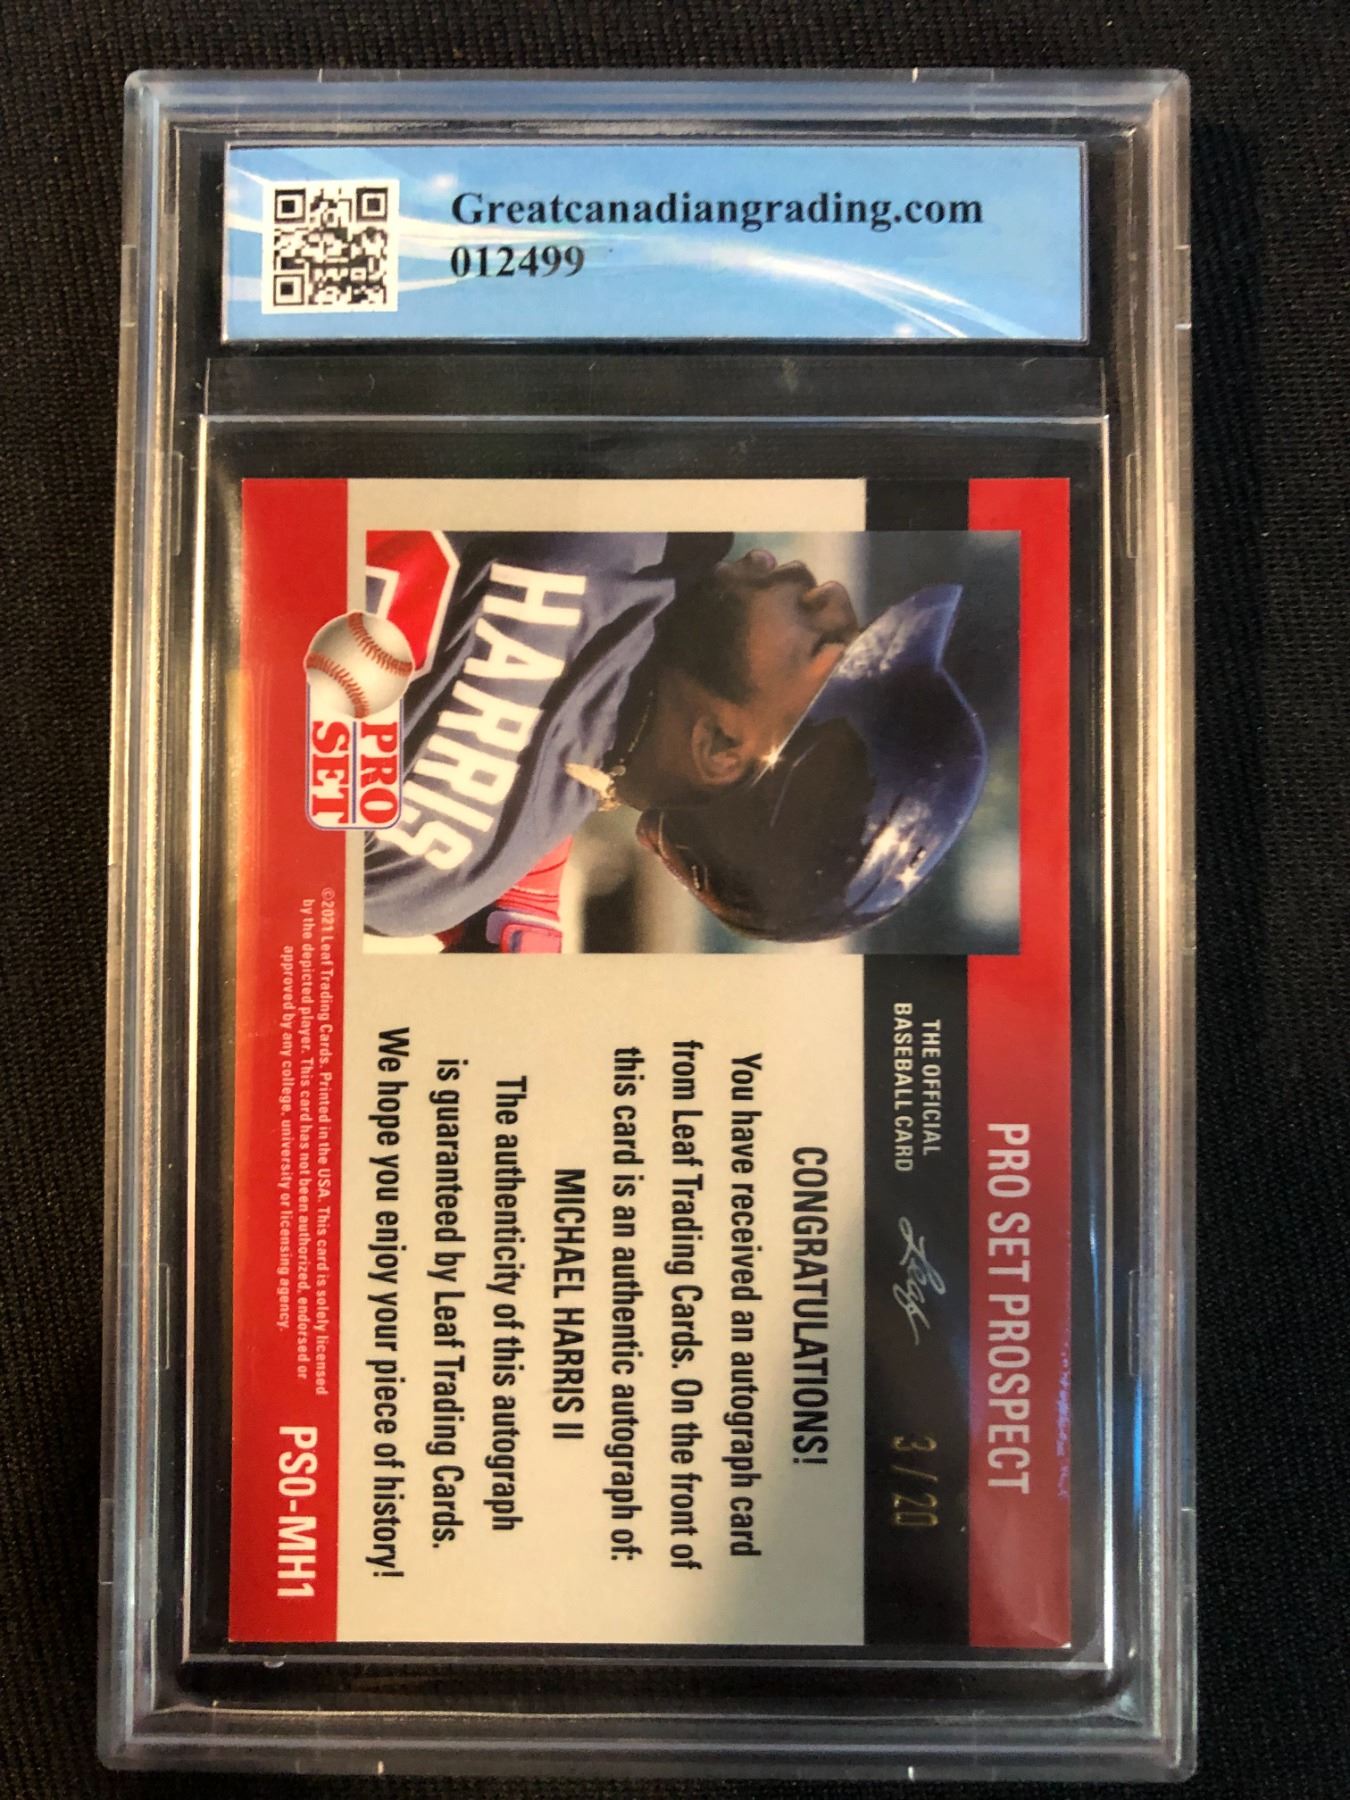 Greatcanadiangrading.com
012499
PRO SET PROSPECT
THE OFFICIAL
BASEBALL CARD
Leaf
3/20
CONGRATULATIONS!
You have received an autograph card
from Leaf Trading Cards. On the front of
this card is an authentic autograph of:
MICHAEL HARRIS II
The authenticity of this autograph
is guaranteed by Leaf Trading Cards.
We hope you enjoy your piece of history!
HARRIS
PRO
SET
©2021 Leaf Trading Cards. Printed in the USA. This card is solely licensed
by the depicted player. This card has not been authorized, endorsed or
approved by any college, university or licensing agency.
PS0-MH1